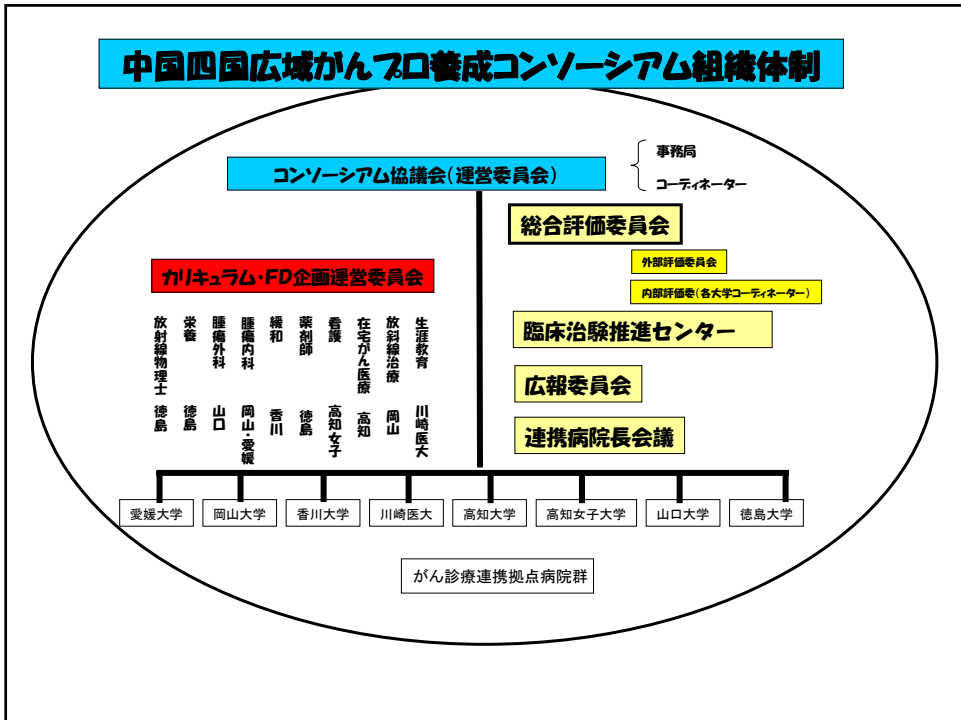 中国四国広域がんプロ養成コンソーシアム組織体制
コンソーシアム協議会(運営委員会)
事務局
コーディネーター
総合評価委員会
外部評価委員会
内部評価委(各大学コーディネーター)
カリキュラム・FD企画運営委員会
放射線物理士 徳島
栄養 徳島
腫瘍外科 山口
腫瘍内科 岡山・愛媛
緩和 香川
薬剤師 徳島
看護 高知女子
在宅がん医療 高知
放斜線治療 岡山
生涯教育 川崎医大
臨床治験推進センター
広報委員会
連携病院長会議
愛媛大学
岡山大学
香川大学
川崎医大
高知大学
高知女子大学
山口大学
徳島大学
がん診療連携拠点病院群